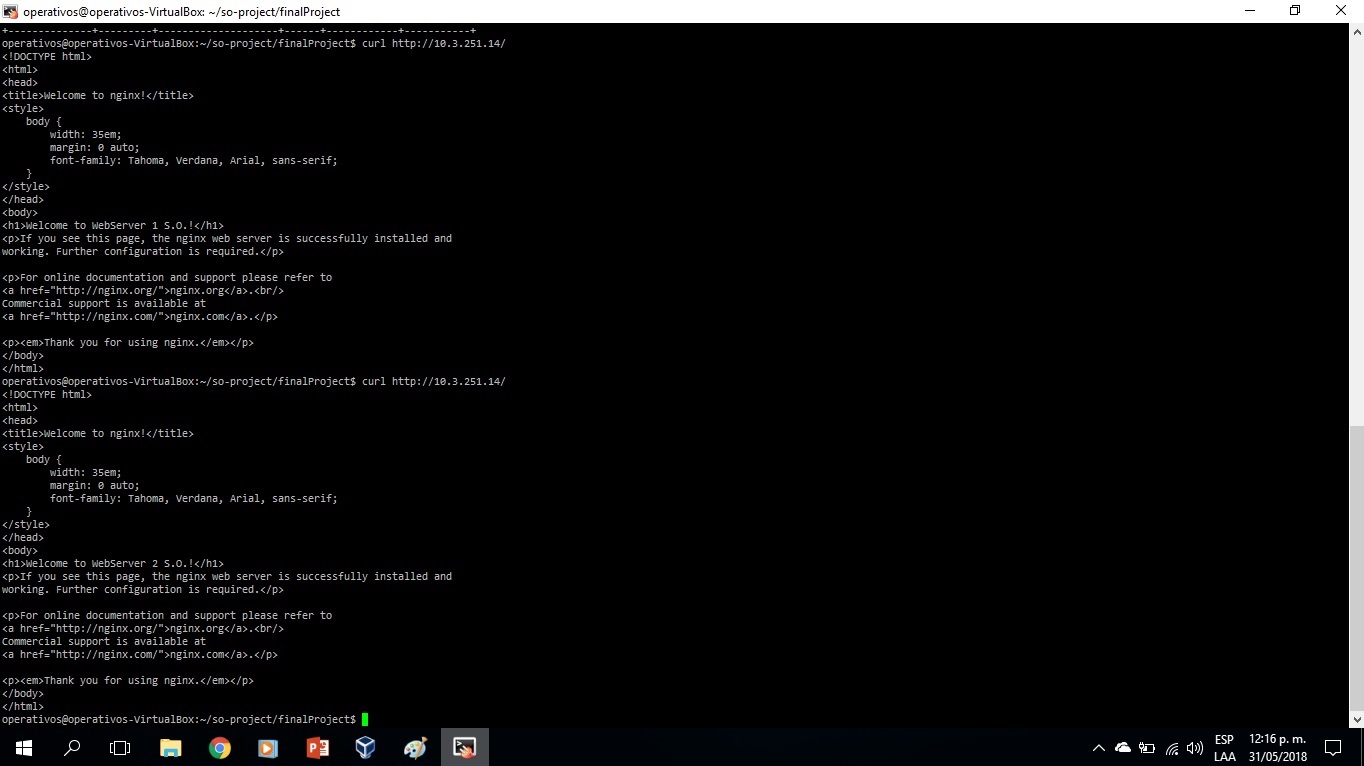 operativos@operativos-VirtualBox: ~/so-project/finalProject
+--------------+---------+--------------------+------+------------+-----------+
operativos@operativos-VirtualBox:~/so-project/finalProject$ curl http://10.3.251.14/
<!DOCTYPE html>
<html>
<head>
<title>Welcome to nginx!</title>
<style>
    body {
        width: 35em;
        margin: 0 auto;
        font-family: Tahoma, Verdana, Arial, sans-serif;
    }
</style>
</head>
<body>
<h1>Welcome to WebServer 1 S.O.!</h1>
<p>If you see this page, the nginx web server is successfully installed and
working. Further configuration is required.</p>

<p>For online documentation and support please refer to
<a href="http://nginx.org/">nginx.org</a>.<br/>
Commercial support is available at
<a href="http://nginx.com/">nginx.com</a>.</p>

<p><em>Thank you for using nginx.</em></p>
</body>
</html>
operativos@operativos-VirtualBox:~/so-project/finalProject$ curl http://10.3.251.14/
<!DOCTYPE html>
<html>
<head>
<title>Welcome to nginx!</title>
<style>
    body {
        width: 35em;
        margin: 0 auto;
        font-family: Tahoma, Verdana, Arial, sans-serif;
    }
</style>
</head>
<body>
<h1>Welcome to WebServer 2 S.O.!</h1>
<p>If you see this page, the nginx web server is successfully installed and
working. Further configuration is required.</p>

<p>For online documentation and support please refer to
<a href="http://nginx.org/">nginx.org</a>.<br/>
Commercial support is available at
<a href="http://nginx.com/">nginx.com</a>.</p>

<p><em>Thank you for using nginx.</em></p>
</body>
</html>
operativos@operativos-VirtualBox:~/so-project/finalProject$
ESP
LAA
12:16 p. m.
31/05/2018